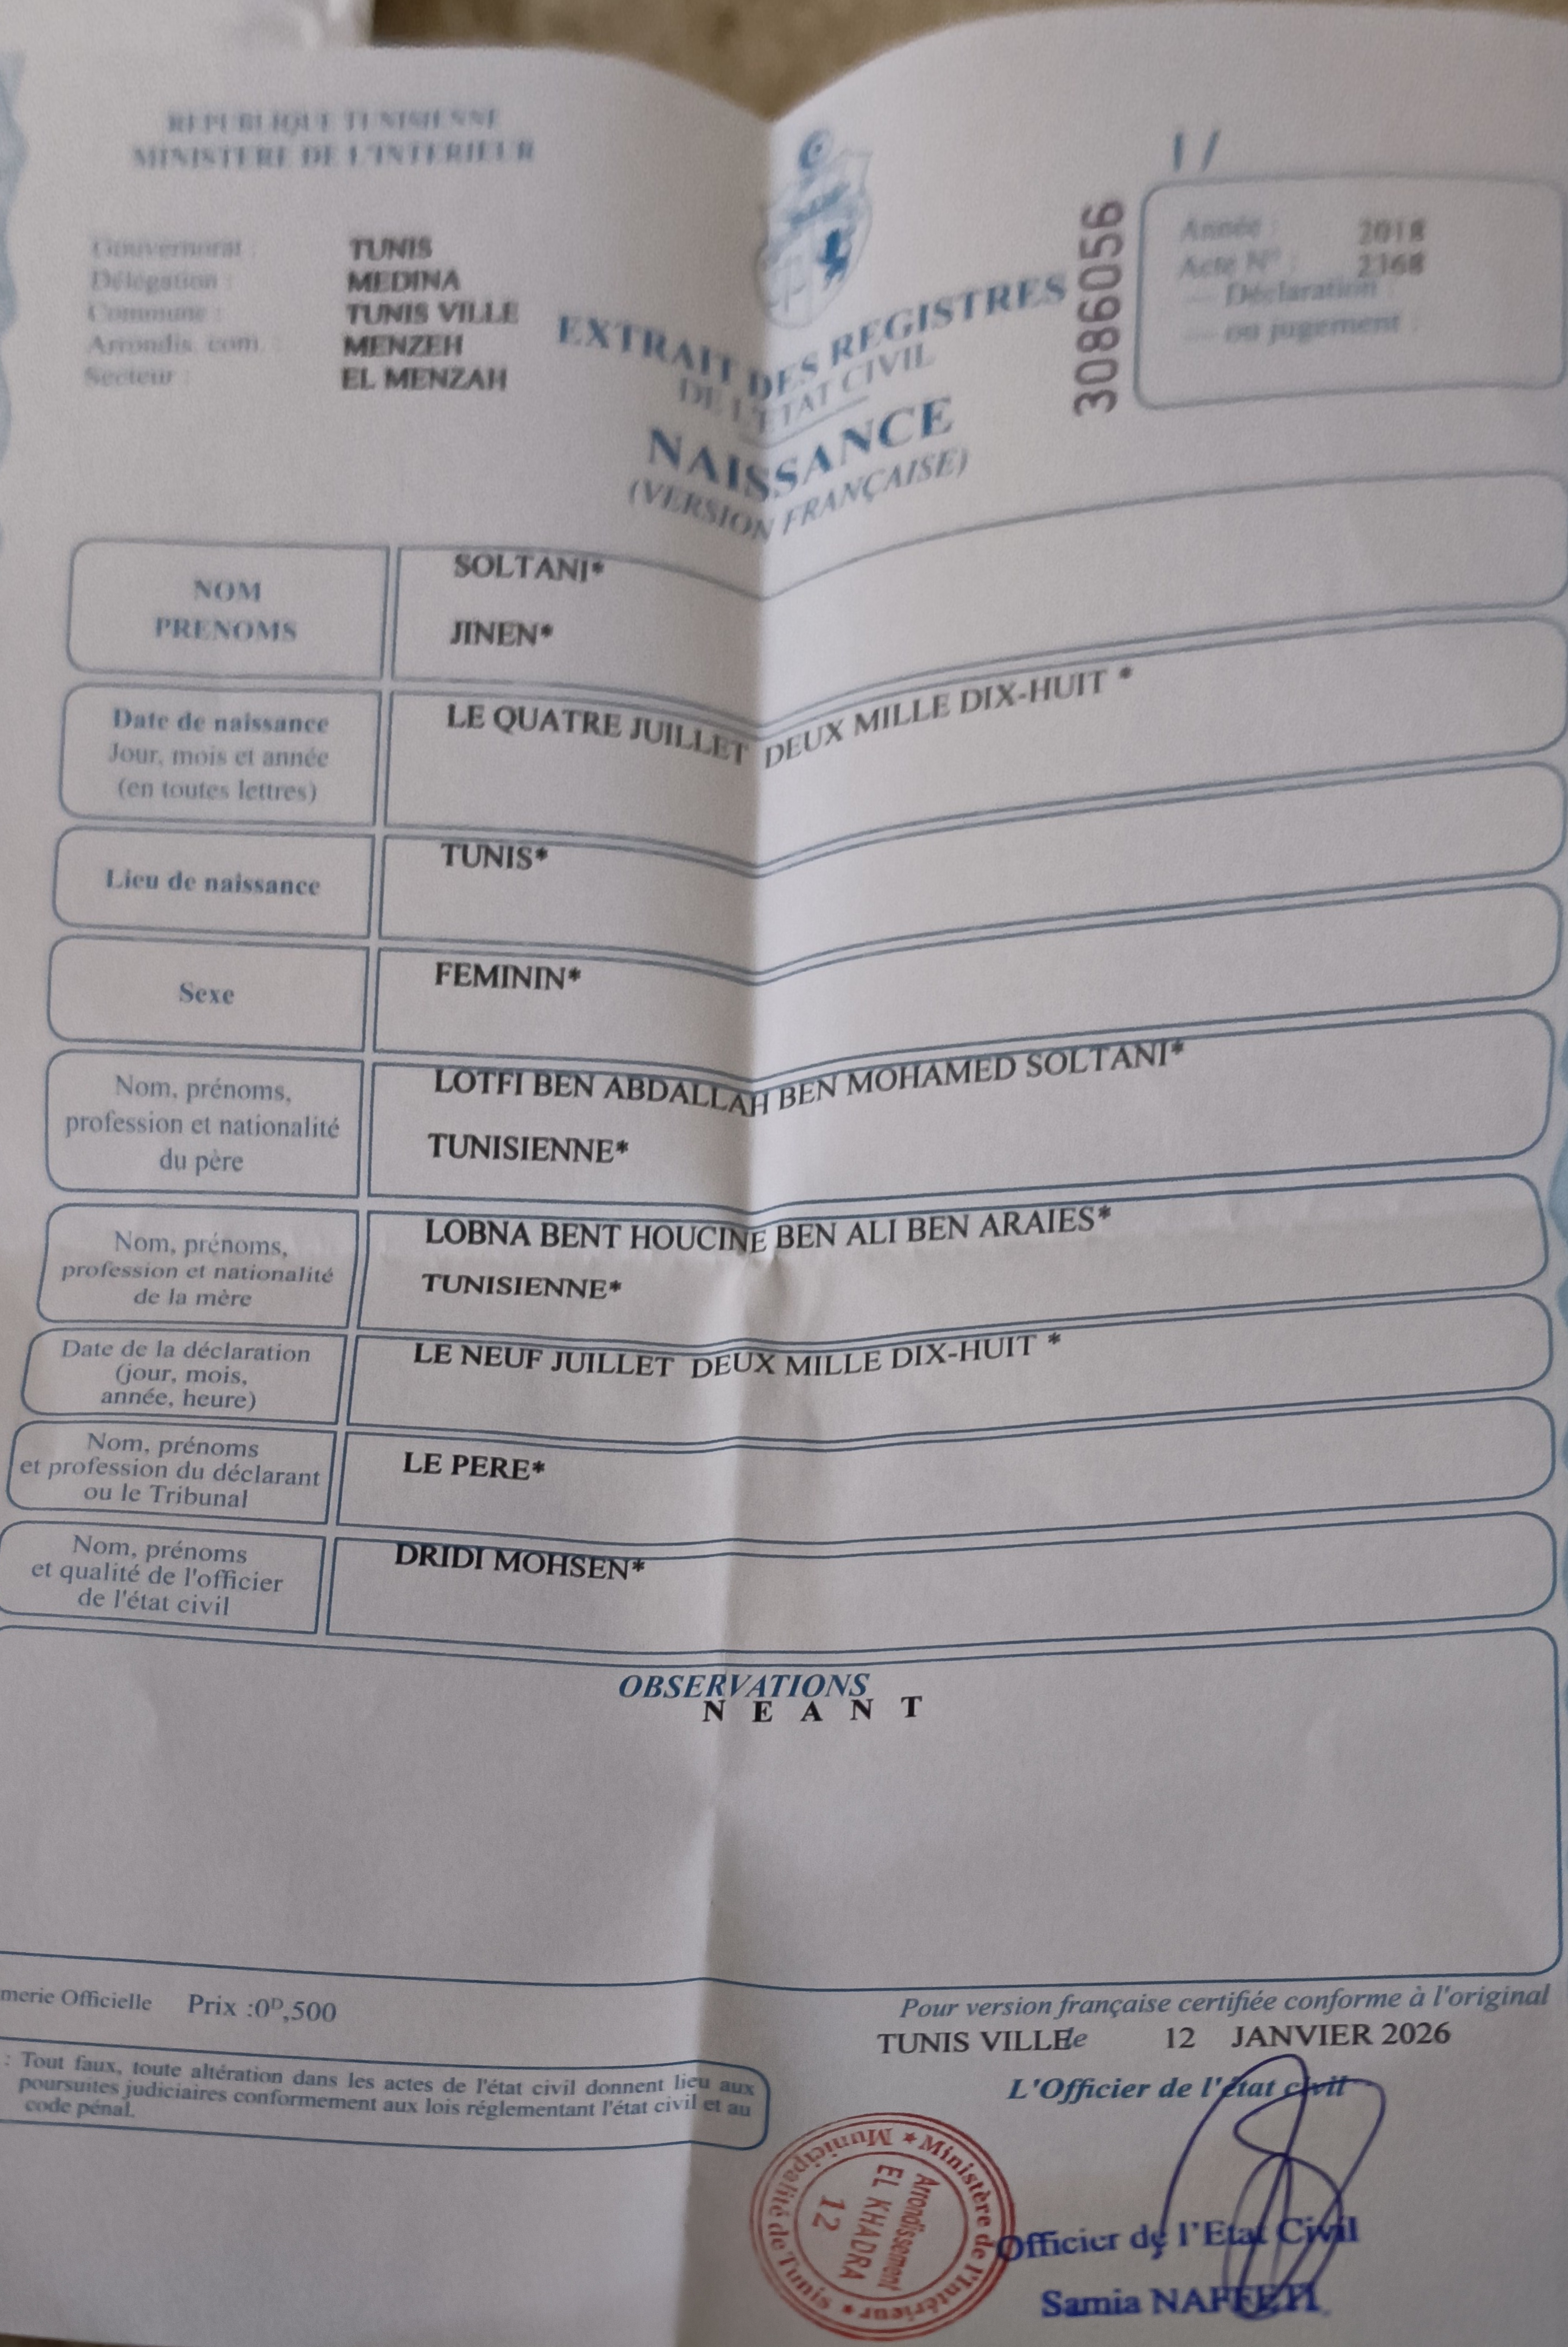 REPUBLIQUE TUNISIENNE
MINISTERE DE L'INTERIEUR
Gouvernorat : TUNIS
Délégation : MEDINA
Commune : TUNIS VILLE
Arrondis. com. : MENZEH
Secteur : EL MENZAH
EXTRAIT DES REGISTRES
DE L'ETAT CIVIL
NAISSANCE
(VERSION FRANÇAISE)
3086056
1 /
Année : 2018
Acte N° : 2368
— Déclaration :
— ou jugement :
NOM
PRENOMS
SOLTANI*
JINEN*
Date de naissance
Jour, mois et année
(en toutes lettres)
LE QUATRE JUILLET DEUX MILLE DIX-HUIT *
Lieu de naissance
TUNIS*
Sexe
FEMININ*
Nom, prénoms,
profession et nationalité
du père
LOTFI BEN ABDALLAH BEN MOHAMED SOLTANI*
TUNISIENNE*
Nom, prénoms,
profession et nationalité
de la mère
LOBNA BENT HOUCINE BEN ALI BEN ARAIES*
TUNISIENNE*
Date de la déclaration
(jour, mois,
année, heure)
LE NEUF JUILLET DEUX MILLE DIX-HUIT *
Nom, prénoms
et profession du déclarant
ou le Tribunal
LE PERE*
Nom, prénoms
et qualité de l'officier
de l'état civil
DRIDI MOHSEN*
OBSERVATIONS
N E A N T
merie Officielle Prix :0D,500
: Tout faux, toute altération dans les actes de l'état civil donnent lieu aux
poursuites judiciaires conformement aux lois réglementant l'état civil et au
code pénal.
Pour version française certifiée conforme à l'original
TUNIS VILLE le 12 JANVIER 2026
L'Officier de l'état civil
Ministère de l'Intérieur
Municipalité de Tunis
Arrondissement
EL KHADRA
12
Officier de l'Etat Civil
Samia NAFFETI